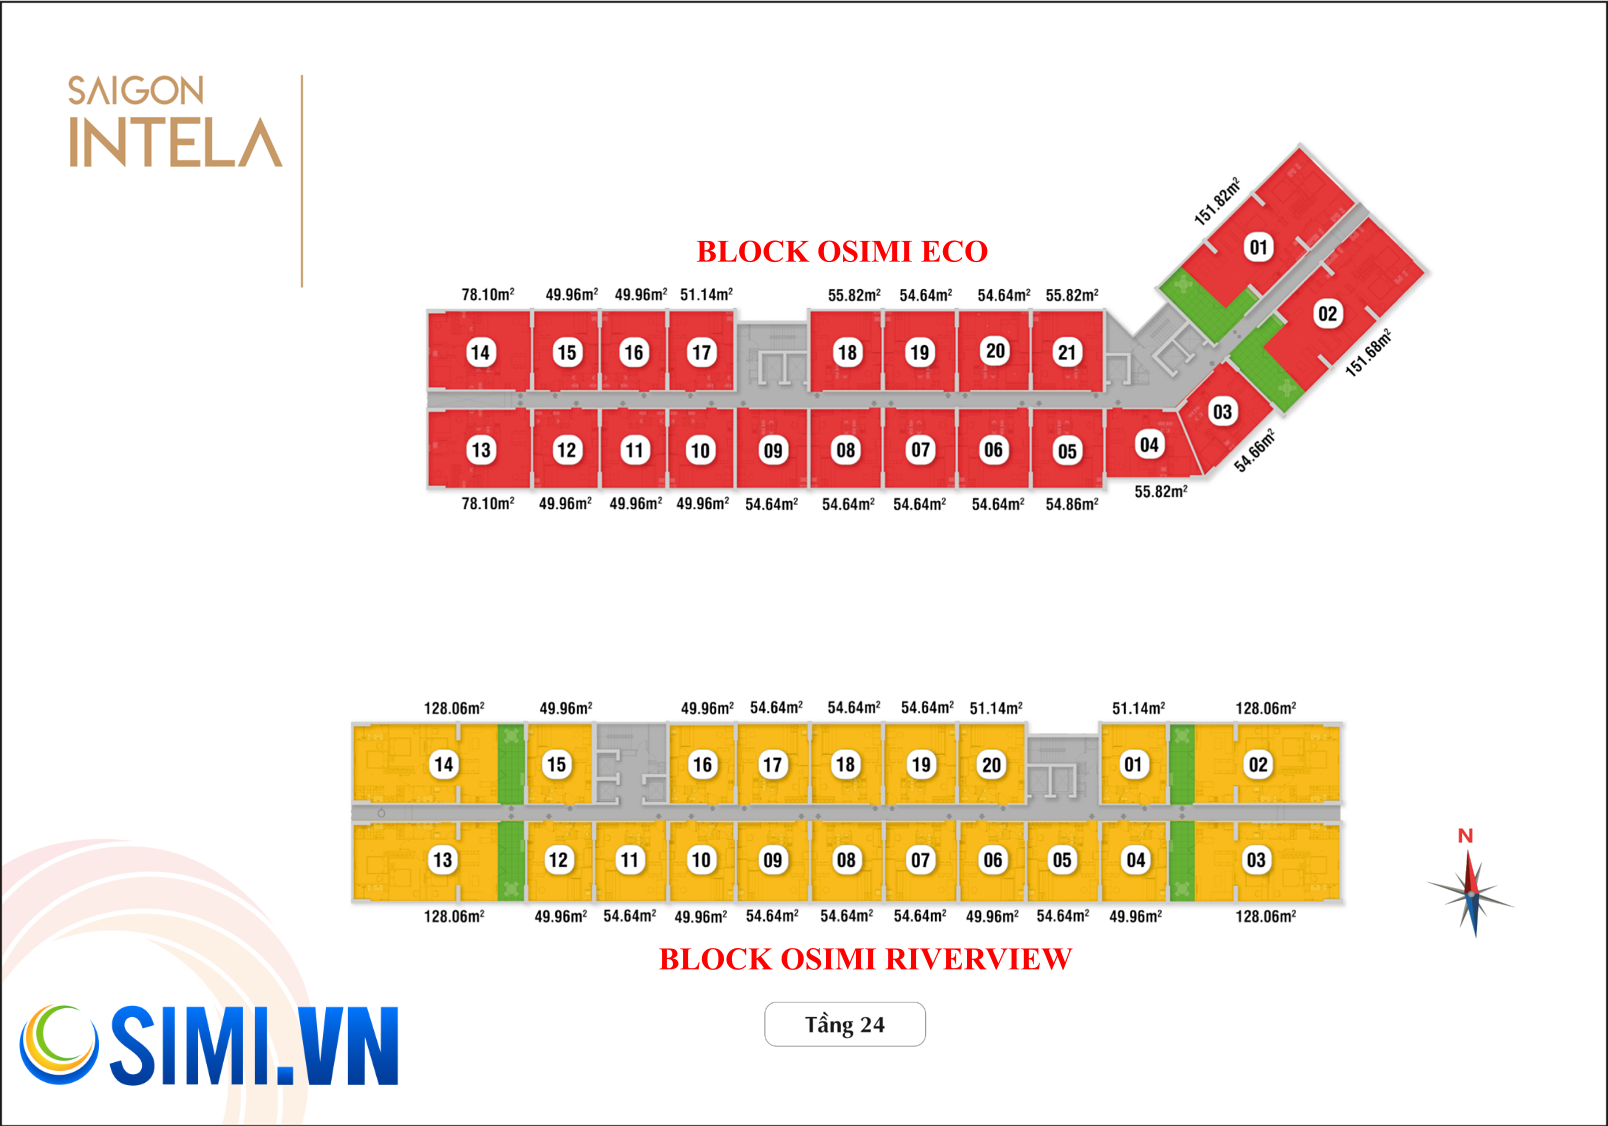 SAIGON
INTELA
BLOCK OSIMI ECO
151.82m²
01
02
151.68m²
78.10m² 49.96m² 49.96m² 51.14m² 55.82m² 54.64m² 54.64m² 55.82m²
14 15 16 17 18 19 20 21
03
54.66m²
13 12 11 10 09 08 07 06 05 04
55.82m²
78.10m² 49.96m² 49.96m² 49.96m² 54.64m² 54.64m² 54.64m² 54.64m² 54.86m²
128.06m² 49.96m² 49.96m² 54.64m² 54.64m² 54.64m² 51.14m² 51.14m² 128.06m²
14 15 16 17 18 19 20 01 02
13 12 11 10 09 08 07 06 05 04 03
128.06m² 49.96m² 54.64m² 49.96m² 54.64m² 54.64m² 54.64m² 49.96m² 54.64m² 49.96m² 128.06m²
N
BLOCK OSIMI RIVERVIEW
Tầng 24
SIMI.VN